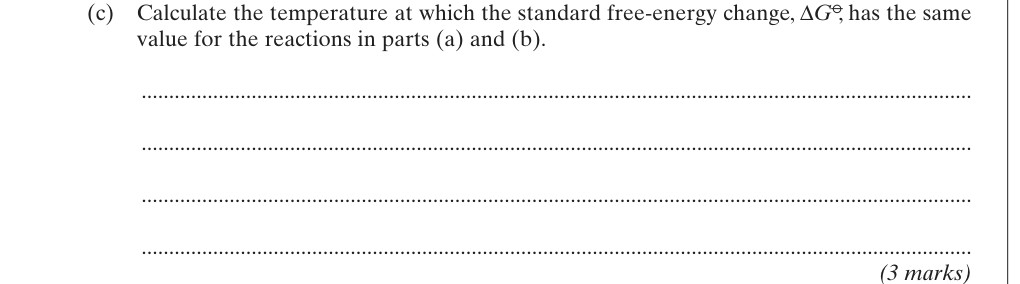 (c) Calculate the temperature at which the standard free-energy change, ΔG⦵, has the same
value for the reactions in parts (a) and (b).
(3 marks)